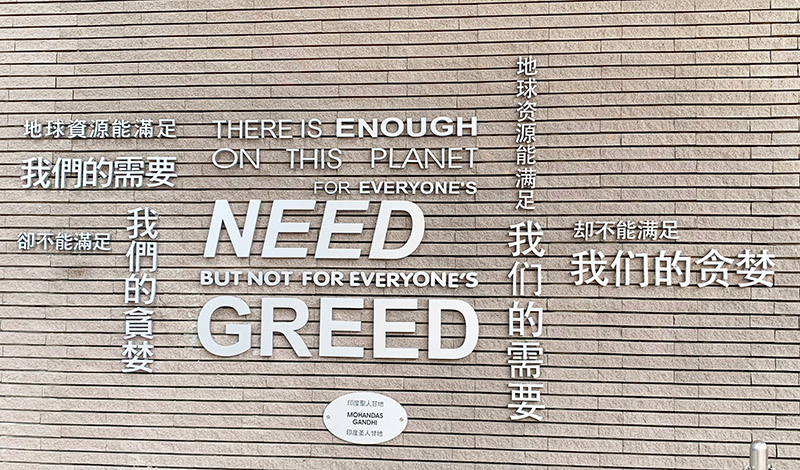 地球資源能滿足
我們的需要
卻不能滿足
我們的貪婪
THERE IS ENOUGH
ON THIS PLANET
FOR EVERYONE'S
NEED
BUT NOT FOR EVERYONE'S
GREED
地球资源能满足
我们的需要
却不能满足
我们的贪婪
印度聖人甘地
MOHANDAS
GANDHI
印度圣人甘地